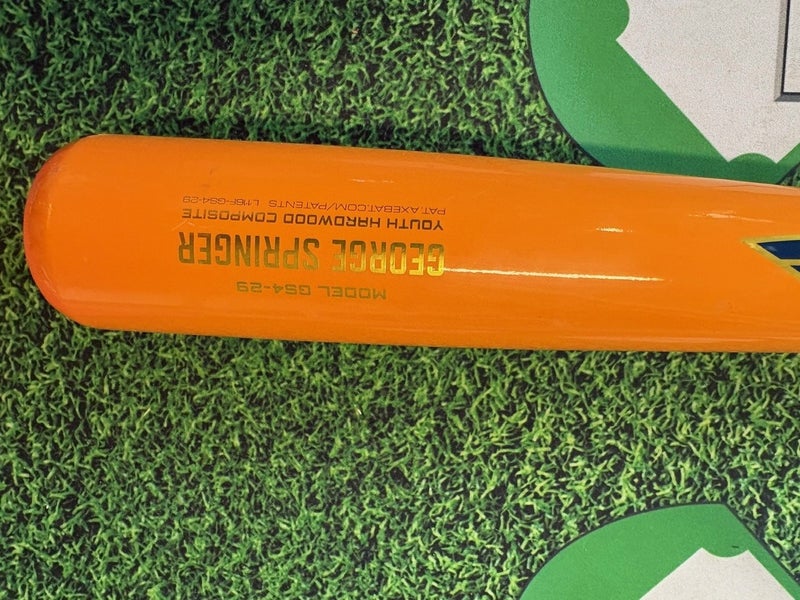 MODEL GS4-29
GEORGE SPRINGER
YOUTH HARDWOOD COMPOSITE
PAT. AXEBAT.COM/PATENTS L116F-GS4-29